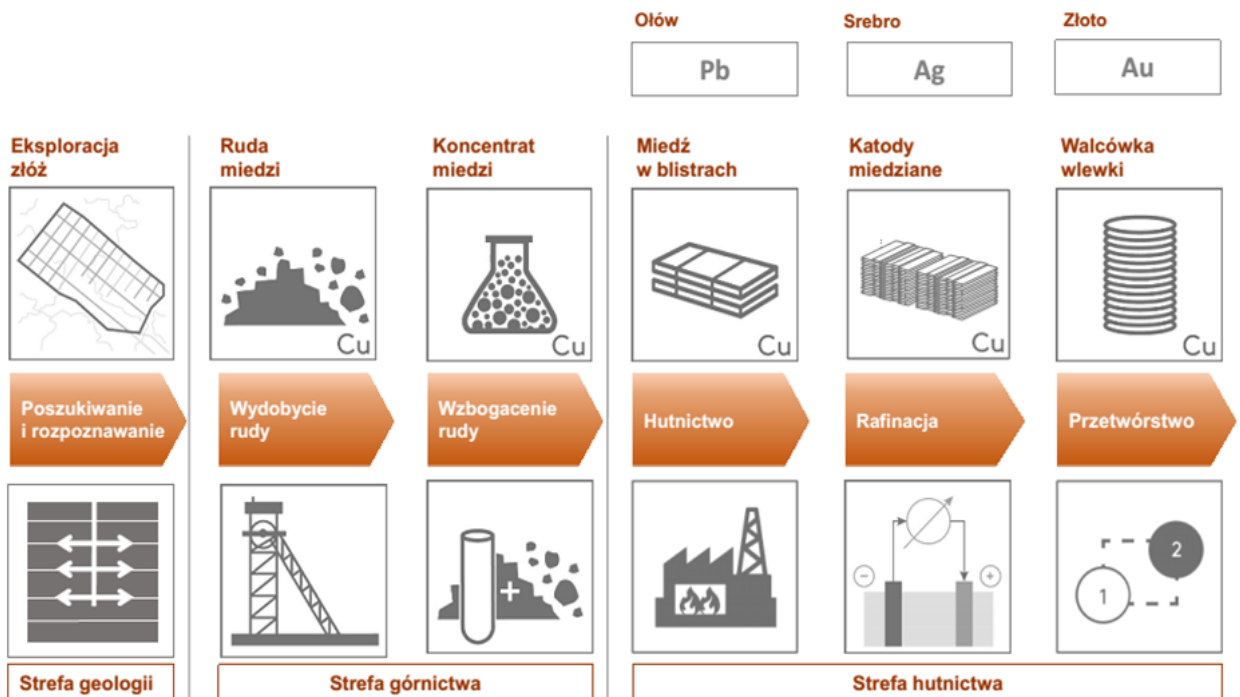 Ołów
Srebro
Złoto
Pb
Ag
Au
Eksploracja
złóż
Ruda
miedzi
Koncentrat
miedzi
Miedź
w blistrach
Katody
miedziane
Walcówka
wlewki
Cu
Cu
Cu
Cu
Cu
Poszukiwanie
i rozpoznawanie
Wydobycie
rudy
Wzbogacenie
rudy
Hutnictwo
Rafinacja
Przetwórstwo
+
−
+
1
2
Strefa geologii
Strefa górnictwa
Strefa hutnictwa